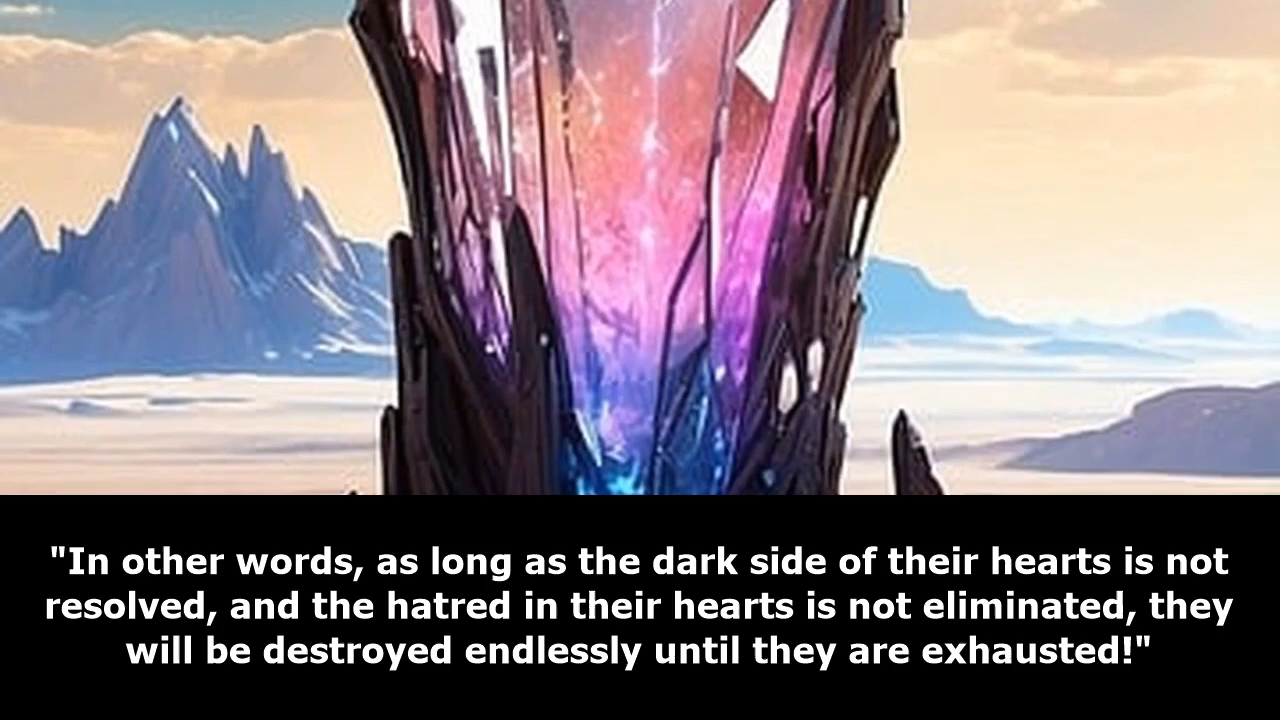 "In other words, as long as the dark side of their hearts is not
resolved, and the hatred in their hearts is not eliminated, they
will be destroyed endlessly until they are exhausted!"